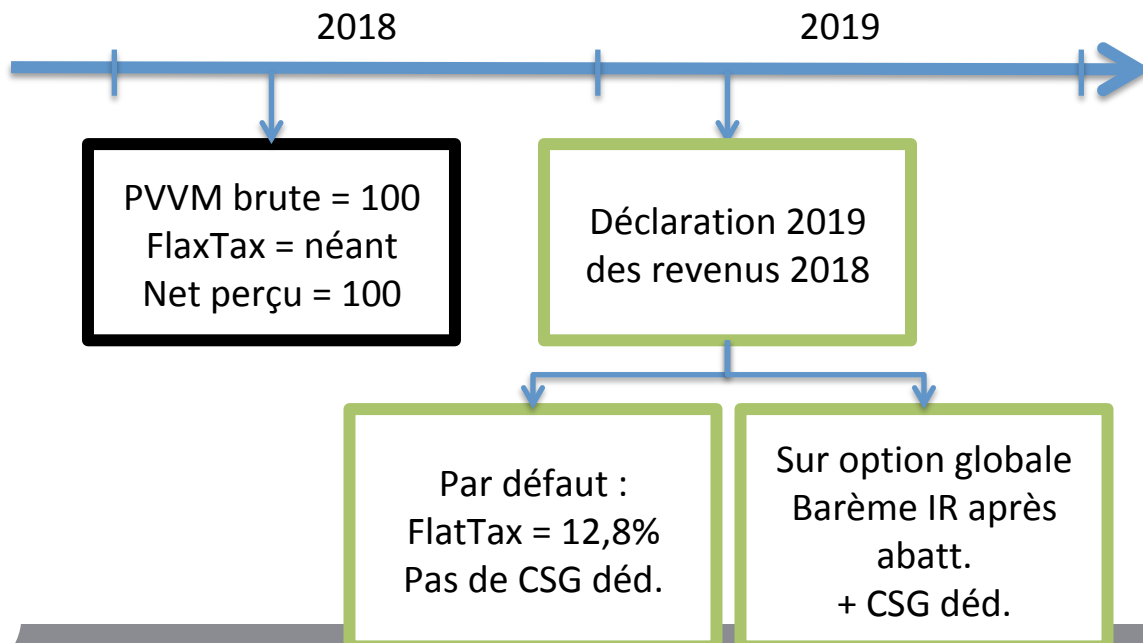 2018
2019
PVVM brute = 100
FlaxTax = néant
Net perçu = 100
Déclaration 2019
des revenus 2018
Par défaut :
FlatTax = 12,8%
Pas de CSG déd.
Sur option globale
Barème IR après
abatt.
+ CSG déd.